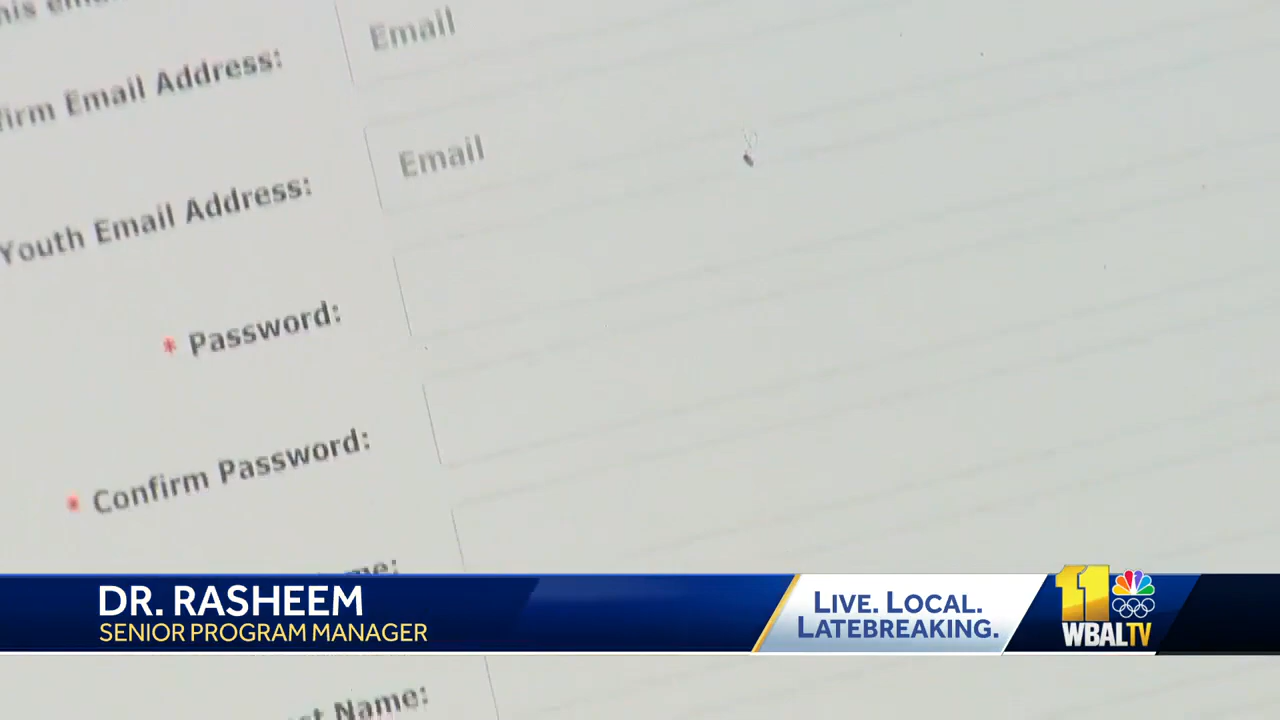 Email
Email Address:
Email
Youth Email Address:
* Password:
* Confirm Password:
DR. RASHEEM
SENIOR PROGRAM MANAGER
LIVE. LOCAL.
LATEBREAKING.
11
WBALTV
Name: